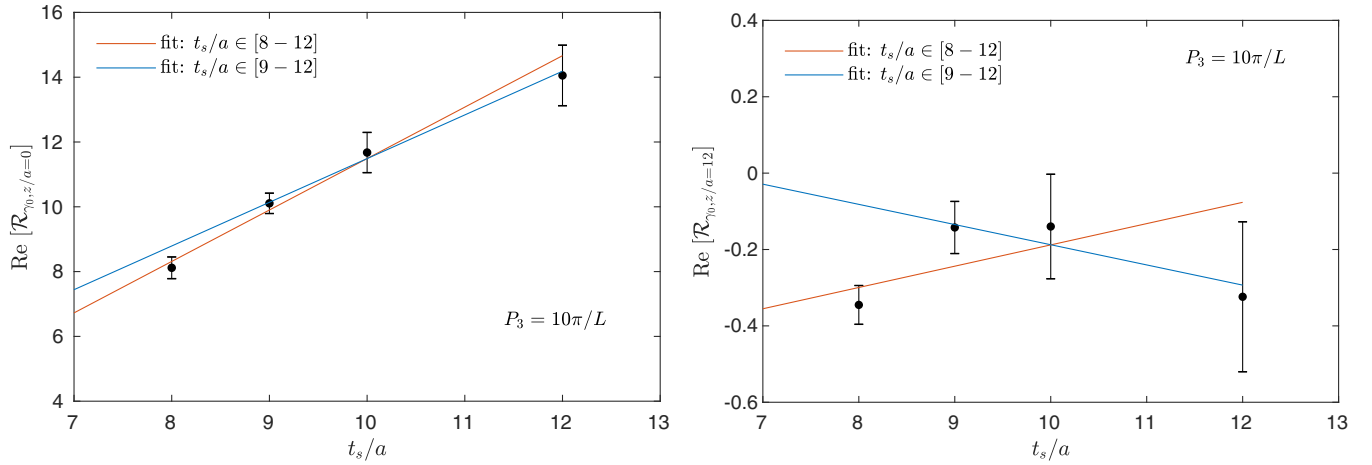 16
14
12
10
8
6
4
7
8
9
10
11
12
13
Re [R_{γ_0, z/a=0}]
t_s/a
fit: t_s/a ∈ [8 − 12]
fit: t_s/a ∈ [9 − 12]
P_3 = 10π/L
0.4
0.2
0
-0.2
-0.4
-0.6
7
8
9
10
11
12
13
Re [R_{γ_0, z/a=12}]
t_s/a
fit: t_s/a ∈ [8 − 12]
fit: t_s/a ∈ [9 − 12]
P_3 = 10π/L